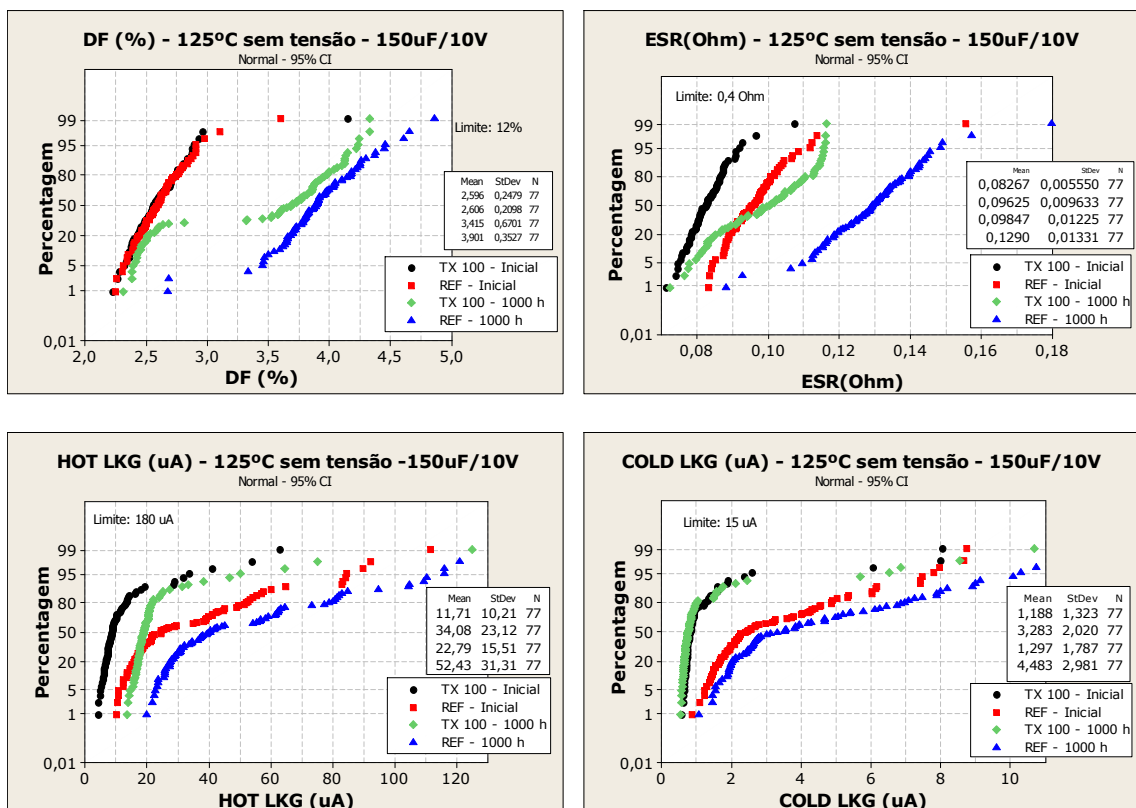 DF (%) - 125ºC sem tensão - 150uF/10V
Normal - 95% CI
Percentagem
99
95
80
50
20
5
1
0,01
Limite: 12%
Mean StDev N
2,596 0,2479 77
2,606 0,2098 77
3,415 0,6701 77
3,901 0,3527 77
TX 100 - Inicial
REF - Inicial
TX 100 - 1000 h
REF - 1000 h
2,0 2,5 3,0 3,5 4,0 4,5 5,0
DF (%)
ESR(Ohm) - 125ºC sem tensão - 150uF/10V
Normal - 95% CI
Limite: 0,4 Ohm
Percentagem
99
95
80
50
20
5
1
0,01
Mean StDev N
0,08267 0,005550 77
0,09625 0,009633 77
0,09847 0,01225 77
0,1290 0,01331 77
TX 100 - Inicial
REF - Inicial
TX 100 - 1000 h
REF - 1000 h
0,08 0,10 0,12 0,14 0,16 0,18
ESR(Ohm)
HOT LKG (uA) - 125ºC sem tensão -150uF/10V
Normal - 95% CI
Limite: 180 uA
Percentagem
99
95
80
50
20
5
1
0,01
Mean StDev N
11,71 10,21 77
34,08 23,12 77
22,79 15,51 77
52,43 31,31 77
TX 100 - Inicial
REF - Inicial
TX 100 - 1000 h
REF - 1000 h
0 20 40 60 80 100 120
HOT LKG (uA)
COLD LKG (uA) - 125ºC sem tensão - 150uF/10V
Normal - 95% CI
Limite: 15 uA
Percentagem
99
95
80
50
20
5
1
0,01
Mean StDev N
1,188 1,323 77
3,283 2,020 77
1,297 1,787 77
4,483 2,981 77
TX 100 - Inicial
REF - Inicial
TX 100 - 1000 h
REF - 1000 h
0 2 4 6 8 10
COLD LKG (uA)